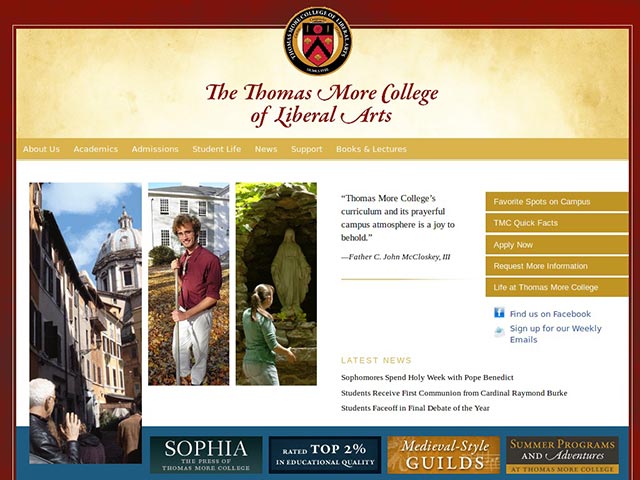 THOMAS MORE COLLEGE OF LIBERAL ARTS
The Thomas More College
of Liberal Arts
About Us Academics Admissions Student Life News Support Books & Lectures
“Thomas More College’s
curriculum and its prayerful
campus atmosphere is a joy to
behold.”
—Father C. John McCloskey, III
Favorite Spots on Campus
TMC Quick Facts
Apply Now
Request More Information
Life at Thomas More College
Find us on Facebook
Sign up for our Weekly
Emails
LATEST NEWS
Sophomores Spend Holy Week with Pope Benedict
Students Receive First Communion from Cardinal Raymond Burke
Students Faceoff in Final Debate of the Year
SOPHIA
THE PRESS OF
THOMAS MORE COLLEGE
RATED TOP 2%
IN EDUCATIONAL QUALITY
Medieval-Style
GUILDS
SUMMER PROGRAMS
AND Adventures
AT THOMAS MORE COLLEGE